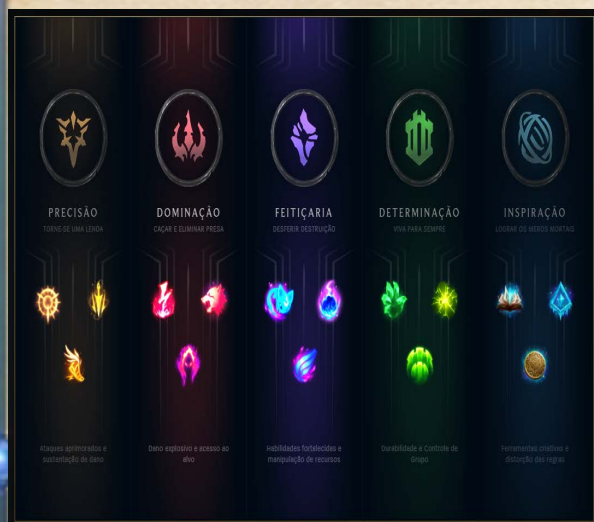 PRECISÃO
TORNE-SE UMA LENDA
DOMINAÇÃO
CAÇAR E ELIMINAR PRESA
FEITIÇARIA
DESFERIR DESTRUIÇÃO
DETERMINAÇÃO
VIVA PARA SEMPRE
INSPIRAÇÃO
LOGRAR OS MEROS MORTAIS
Ataques aprimorados e
sustentação do dano
Dano explosivo e acesso ao
alvo
Habilidades fortalecidas e
manipulação de recursos
Durabilidade e Controle de
Grupo
Ferramentas criativas e
distorção das regras